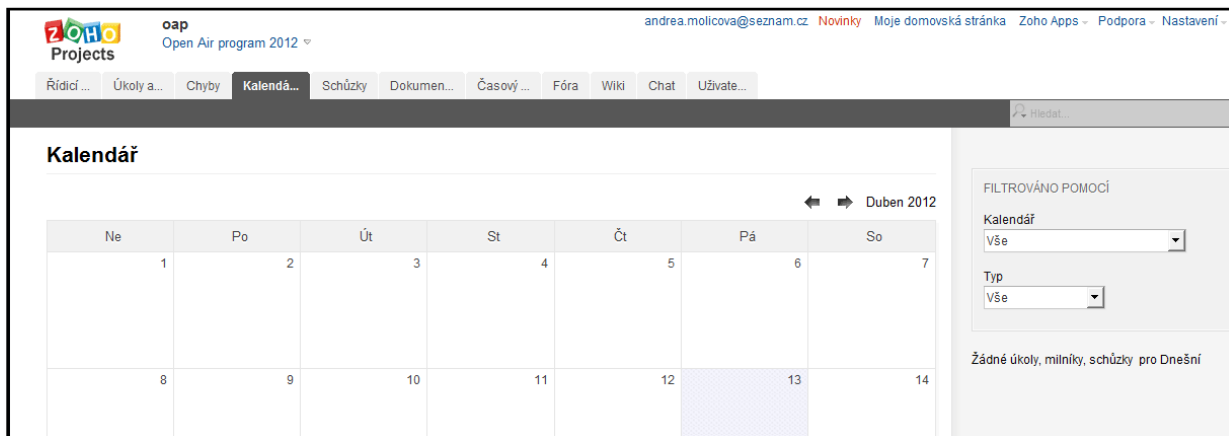 ZOHO
Projects
oap
Open Air program 2012
andrea.molicova@seznam.cz Novinky Moje domovská stránka Zoho Apps Podpora Nastavení
Řídicí ... Úkoly a... Chyby Kalendá... Schůzky Dokumen... Časový ... Fóra Wiki Chat Uživate...
Hledat...
Kalendář
Duben 2012
Ne Po Út St Čt Pá So
1 2 3 4 5 6 7
8 9 10 11 12 13 14
FILTROVÁNO POMOCÍ
Kalendář
Vše
Typ
Vše
Žádné úkoly, milníky, schůzky pro Dnešní